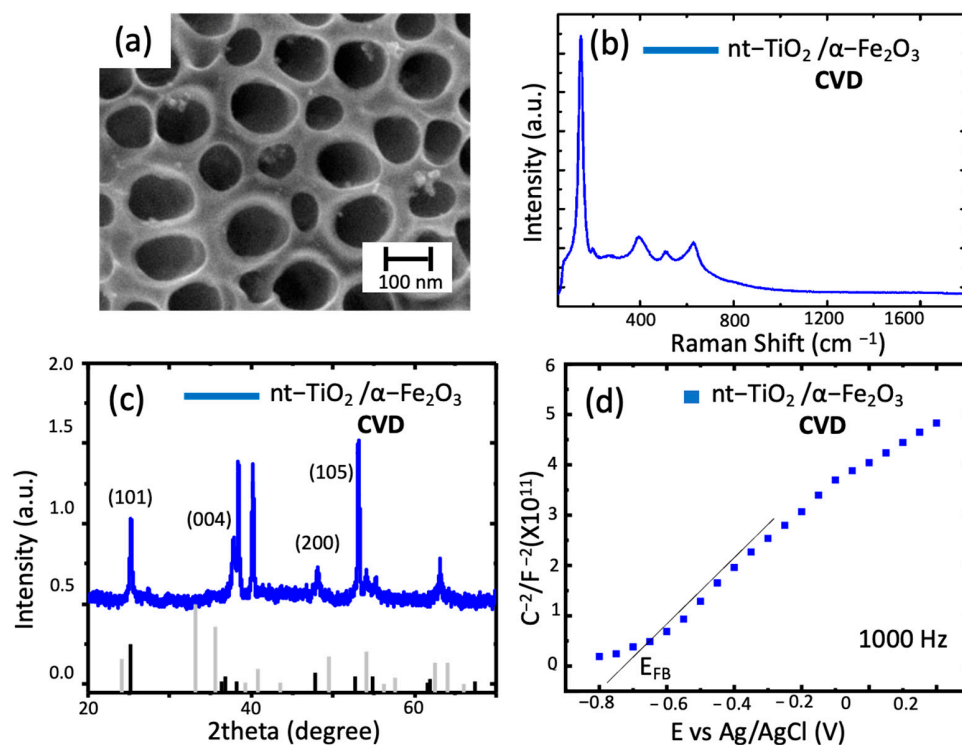 (a)
100 nm
(b)
nt–TiO₂ /α–Fe₂O₃
CVD
Intensity (a.u.)
400
800
1200
1600
Raman Shift (cm ⁻¹)
(c)
nt–TiO₂ /α–Fe₂O₃
CVD
Intensity (a.u.)
2.0
1.5
1.0
0.5
0.0
(101)
(004)
(200)
(105)
20
40
60
2theta (degree)
(d)
nt–TiO₂ /α–Fe₂O₃
CVD
C⁻²/F⁻²(X10¹¹)
5
4
3
2
1
0
E_FB
1000 Hz
−0.8
−0.6
−0.4
−0.2
0
0.2
E vs Ag/AgCl (V)